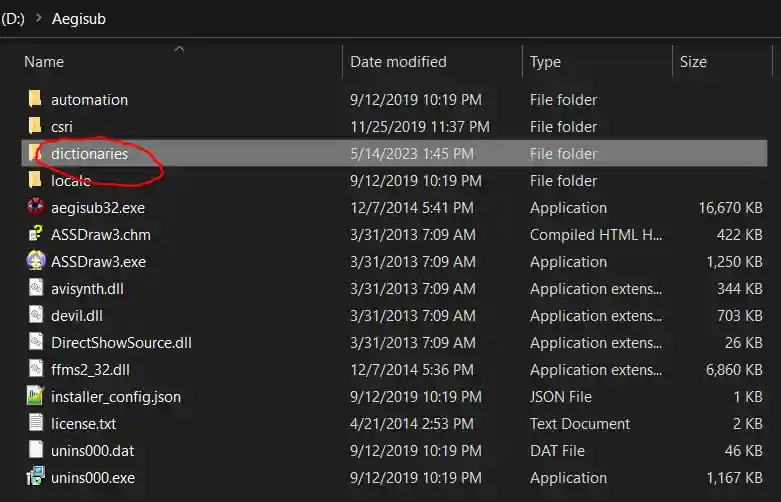 (D:) > Aegisub
Name Date modified Type Size
automation 9/12/2019 10:19 PM File folder
csri 11/25/2019 11:37 PM File folder
dictionaries 5/14/2023 1:45 PM File folder
locale 9/12/2019 10:19 PM File folder
aegisub32.exe 12/7/2014 5:41 PM Application 16,670 KB
ASSDraw3.chm 3/31/2013 7:09 AM Compiled HTML H... 422 KB
ASSDraw3.exe 3/31/2013 7:09 AM Application 1,250 KB
avisynth.dll 3/31/2013 7:09 AM Application extens... 344 KB
devil.dll 3/31/2013 7:09 AM Application extens... 703 KB
DirectShowSource.dll 3/31/2013 7:09 AM Application extens... 26 KB
ffms2_32.dll 12/7/2014 5:36 PM Application extens... 6,860 KB
installer_config.json 9/12/2019 10:19 PM JSON File 1 KB
license.txt 4/21/2014 2:53 PM Text Document 2 KB
unins000.dat 9/12/2019 10:19 PM DAT File 46 KB
unins000.exe 9/12/2019 10:19 PM Application 1,167 KB